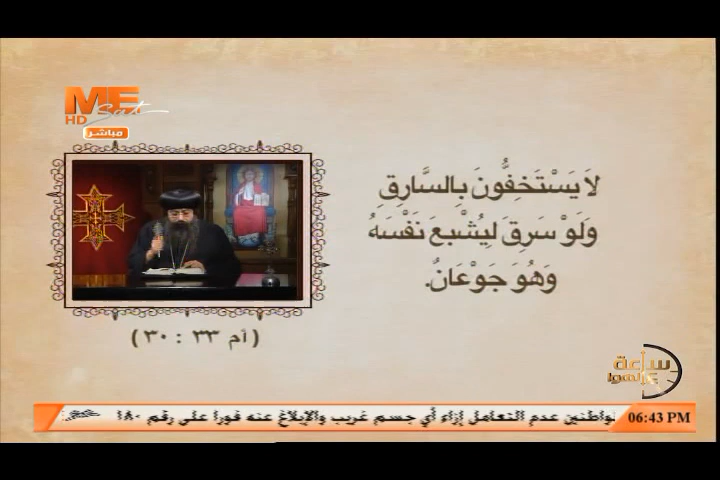 ME
Sat
HD
مباشر
لاَ يَسْتَخِفُّونَ بِالسَّارِقِ
وَلَوْ سَرِقَ لِيُشْبِعَ نَفْسَهُ
وَهُوَ جَوْعَانٌ.
(أم ٣٣ : ٣٠)
ساعة
واطنين عدم التعامل إزاء أي جسم غريب والإبلاغ عنه فورا على رقم ١٨٠
06:43 PM